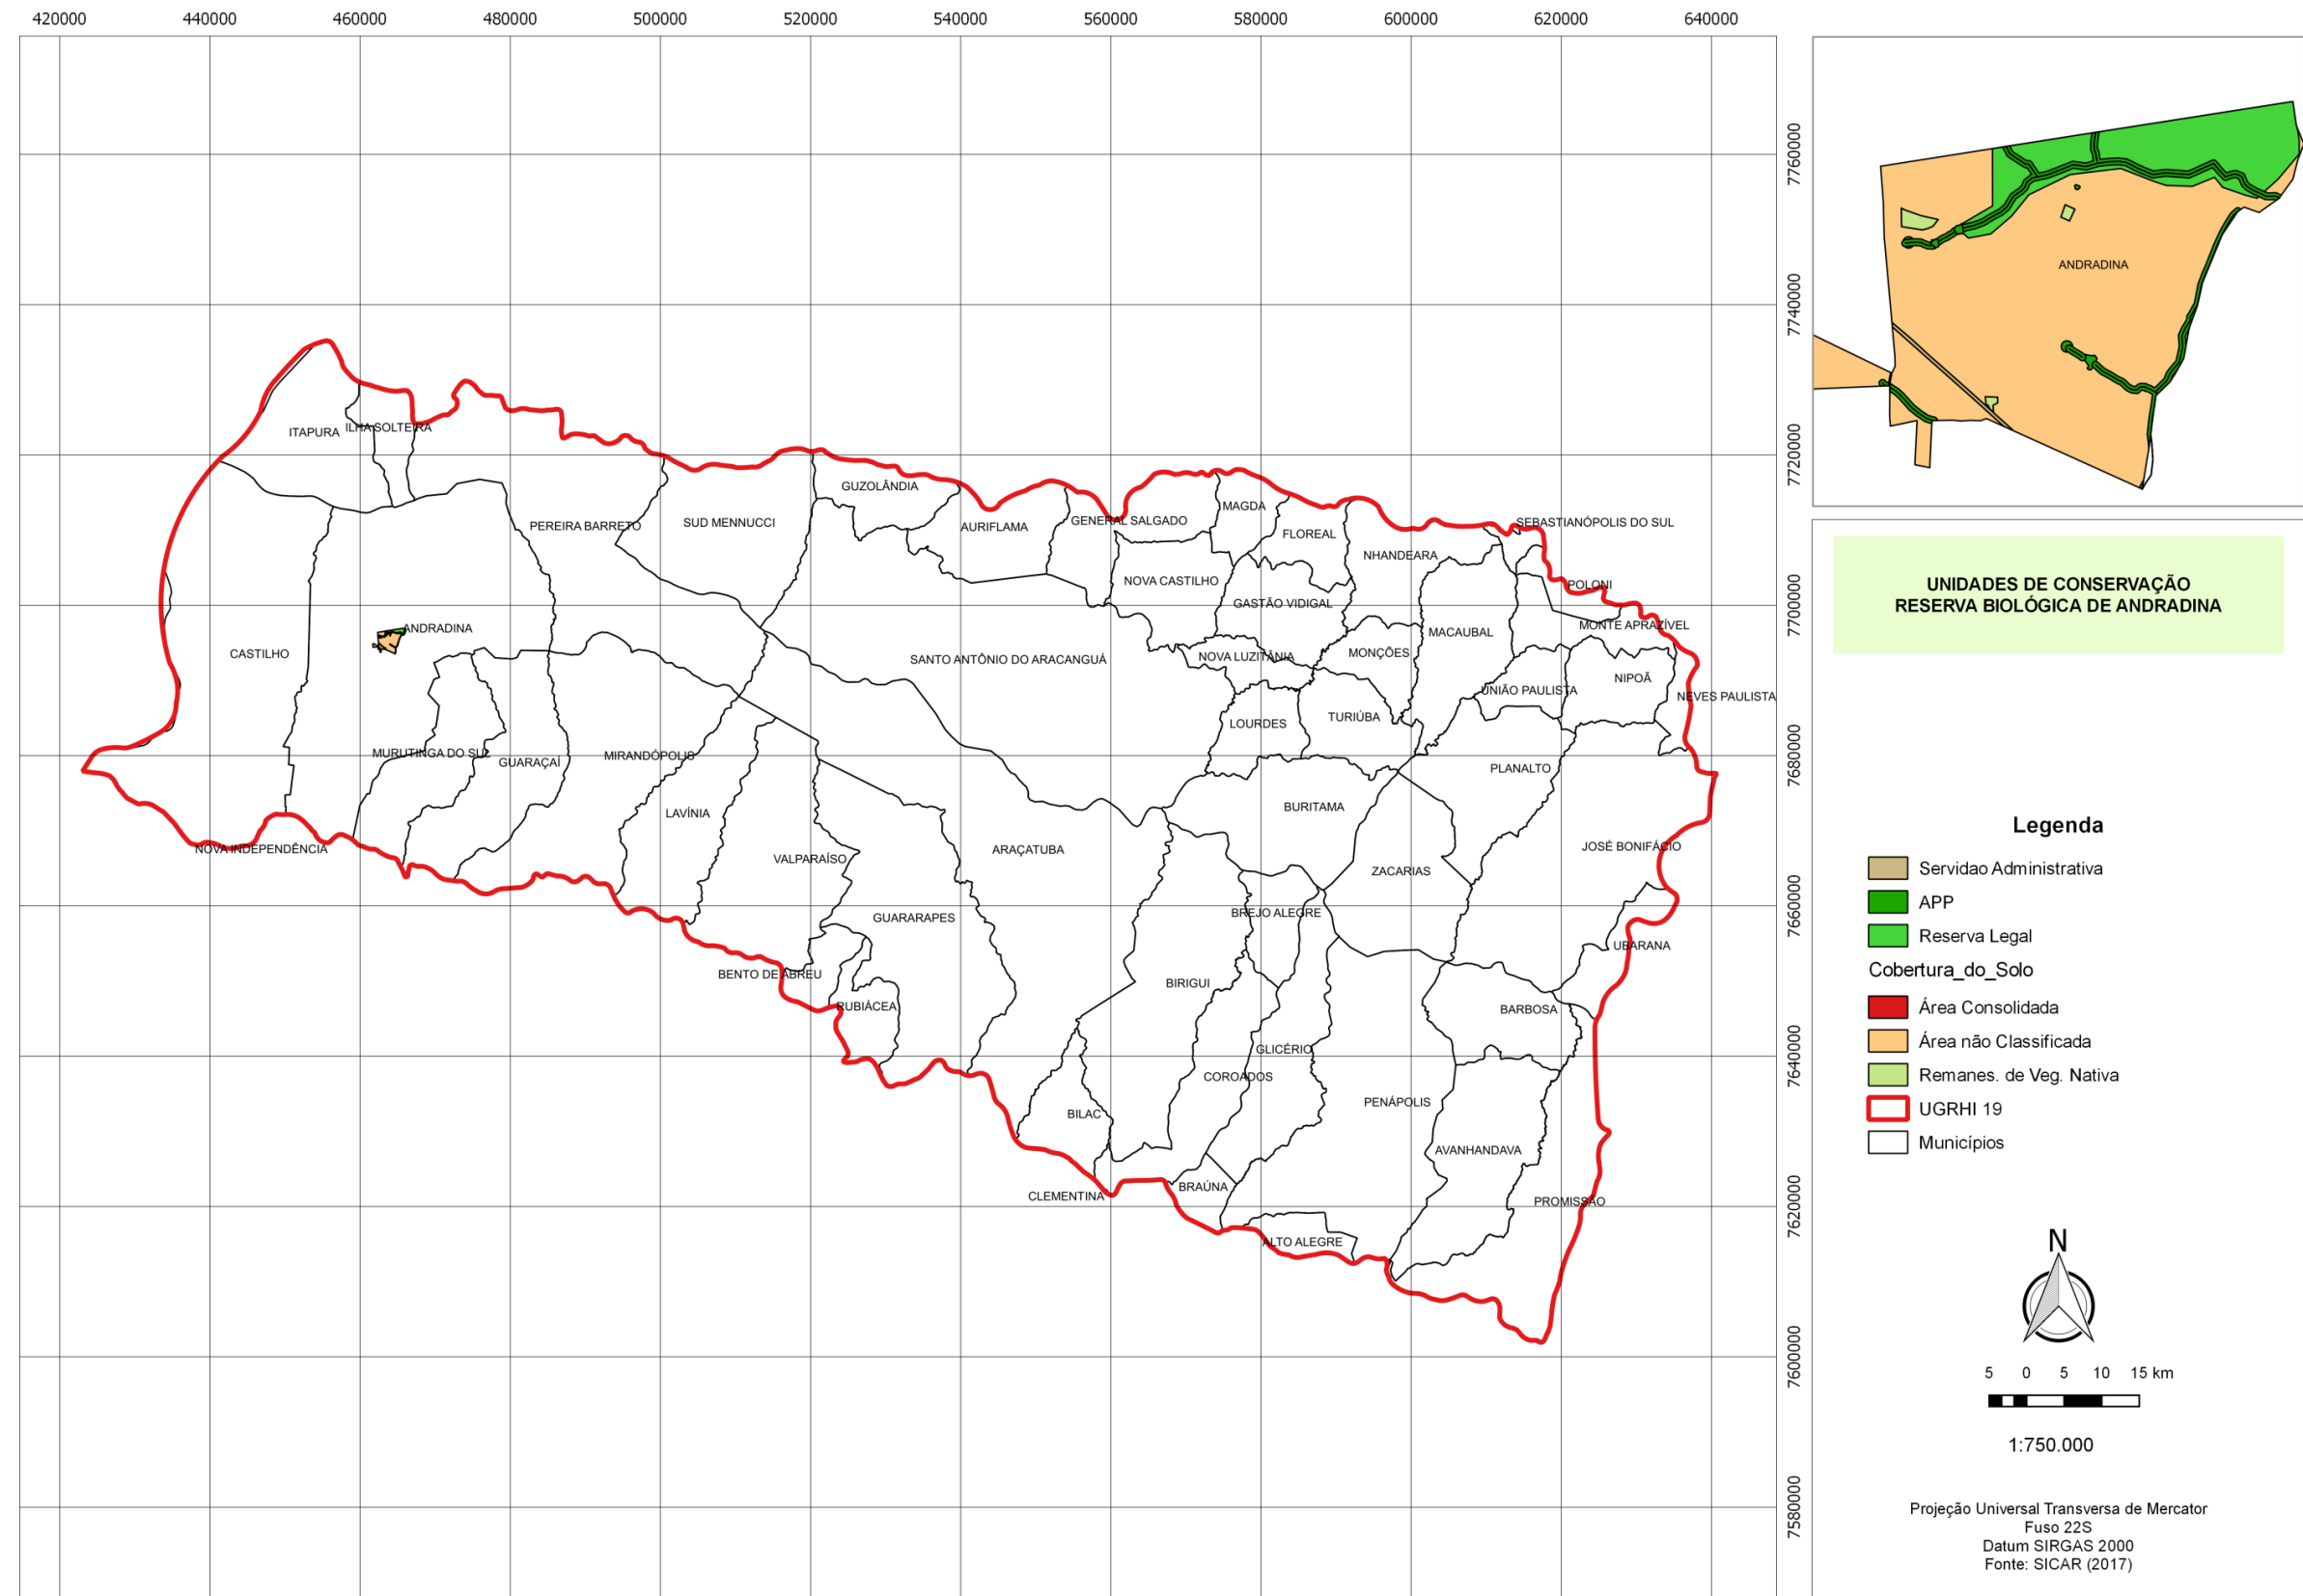 420000 440000 460000 480000 500000 520000 540000 560000 580000 600000 620000 640000
7760000
7740000
7720000
7700000
7680000
7660000
7640000
7620000
7600000
7580000
ITAPURA
ILHA SOLTEIRA
GUZOLÂNDIA
PEREIRA BARRETO
SUD MENNUCCI
AURIFLAMA
GENERAL SALGADO
MAGDA
FLOREAL
SEBASTIANÓPOLIS DO SUL
NHANDEARA
NOVA CASTILHO
POLONI
GASTÃO VIDIGAL
ANDRADINA
MACAUBAL
MONTE APRAZÍVEL
CASTILHO
SANTO ANTÔNIO DO ARACANGUÁ
NOVA LUZITÂNIA
MONÇÕES
UNIÃO PAULISTA
NIPOÃ
NEVES PAULISTA
LOURDES
TURIÚBA
MURUTINGA DO SUL
GUARAÇAÍ
MIRANDÓPOLIS
PLANALTO
LAVÍNIA
BURITAMA
NOVA INDEPENDÊNCIA
VALPARAÍSO
ARAÇATUBA
JOSÉ BONIFÁCIO
ZACARIAS
GUARARAPES
BREJO ALEGRE
UBARANA
BENTO DE ABREU
BIRIGUI
RUBIÁCEA
BARBOSA
GLICÉRIO
COROADOS
BILAC
PENÁPOLIS
AVANHANDAVA
CLEMENTINA
BRAÚNA
PROMISSÃO
ALTO ALEGRE
ANDRADINA
UNIDADES DE CONSERVAÇÃO
RESERVA BIOLÓGICA DE ANDRADINA
Legenda
Servidao Administrativa
APP
Reserva Legal
Cobertura_do_Solo
Área Consolidada
Área não Classificada
Remanes. de Veg. Nativa
UGRHI 19
Municípios
N
5 0 5 10 15 km
1:750.000
Projeção Universal Transversa de Mercator
Fuso 22S
Datum SIRGAS 2000
Fonte: SICAR (2017)